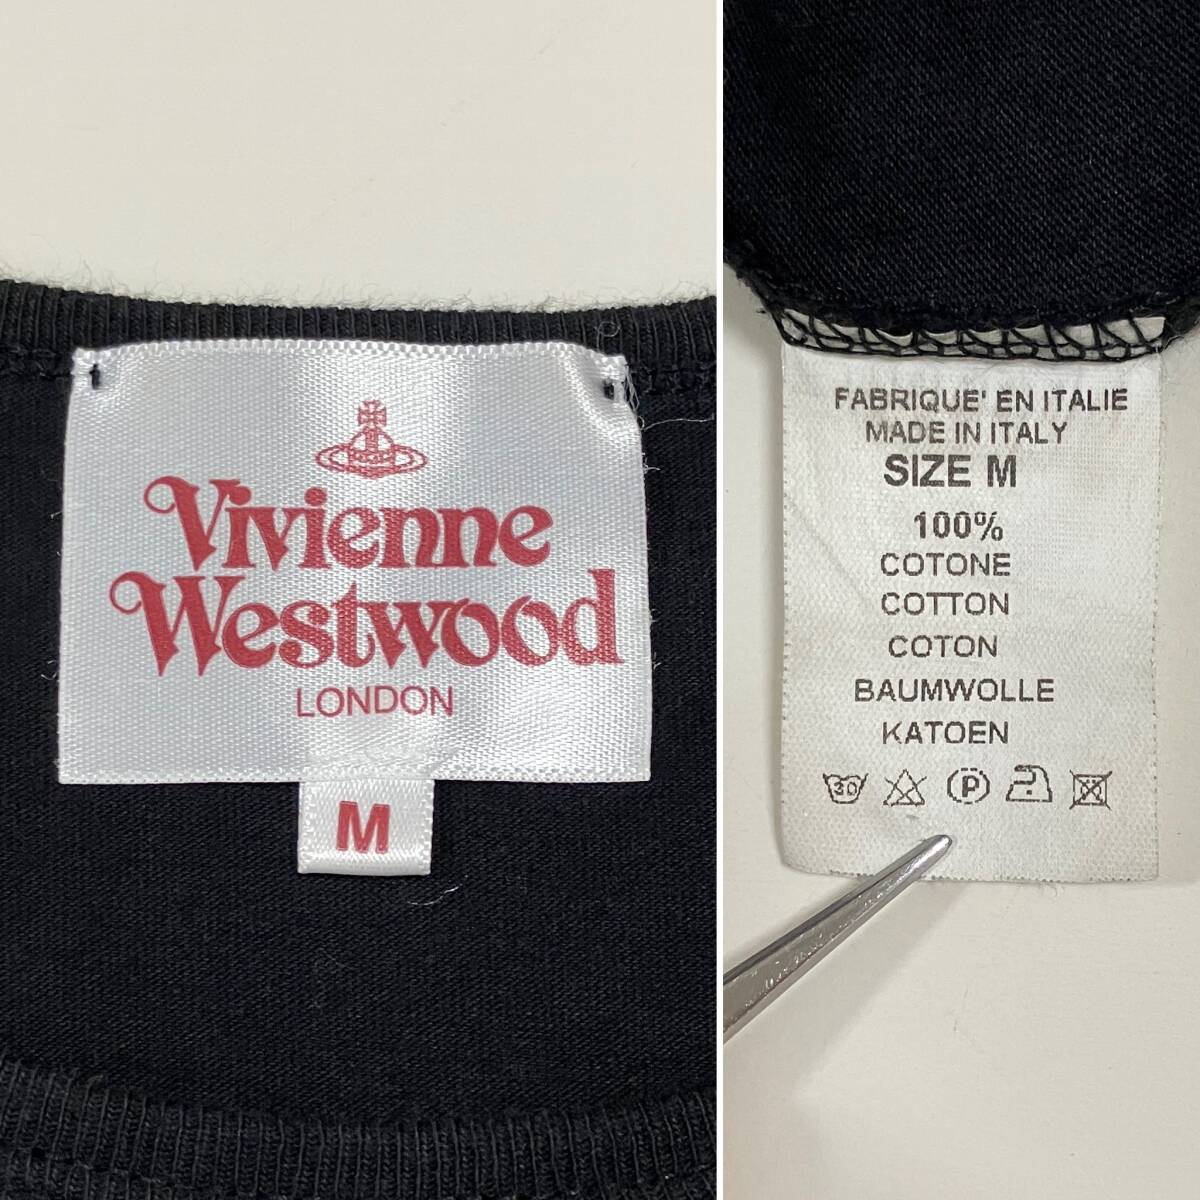 Vivienne
Westwood
LONDON
M
FABRIQUE' EN ITALIE
MADE IN ITALY
SIZE M
100%
COTONE
COTTON
COTON
BAUMWOLLE
KATOEN
30 P